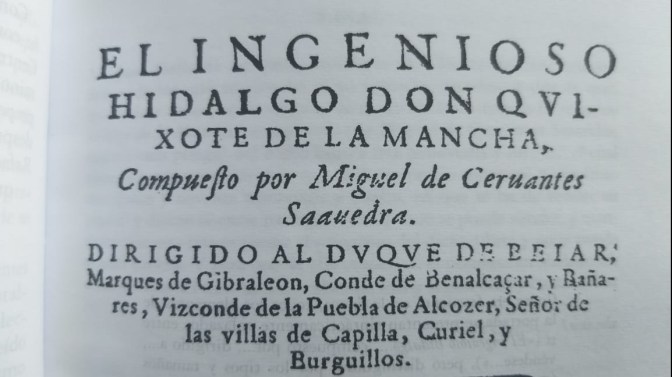 EL INGENIOSO
HIDALGO DON QVI-
XOTE DE LA MANCHA,
Compueſto por Miguel de Ceruantes
Saauedra.
DIRIGIDO AL DVQVE DE BEIAR,
Marques de Gibraleon, Conde de Benalcaçar, y Baña-
res, Vizconde de la Puebla de Alcozer, Señor de
las villas de Capilla, Curiel, y
Burguillos.